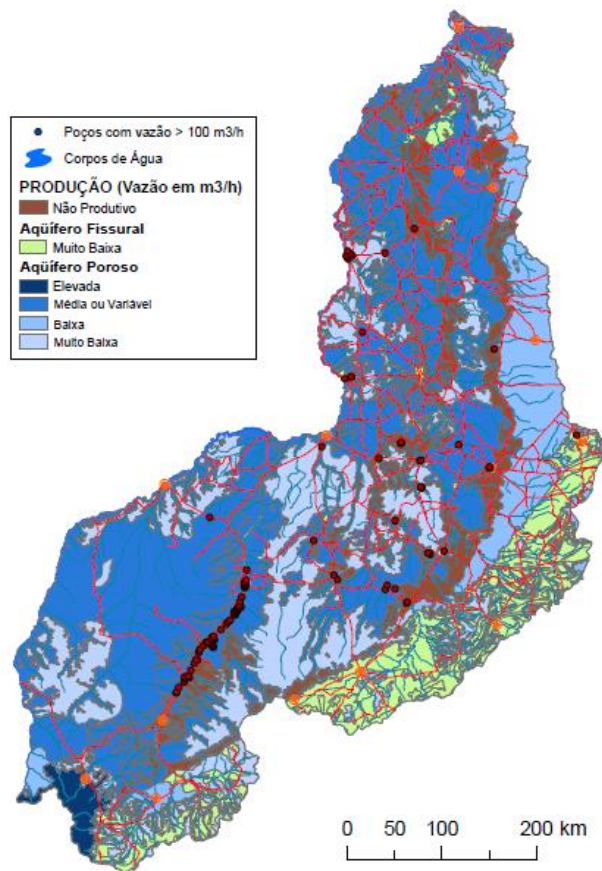 Poços com vazão > 100 m3/h
Corpos de Água
PRODUÇÃO (Vazão em m3/h)
Não Produtivo
Aqüífero Fissural
Muito Baixa
Aqüífero Poroso
Elevada
Média ou Variável
Baixa
Muito Baixa
0 50 100 200 km